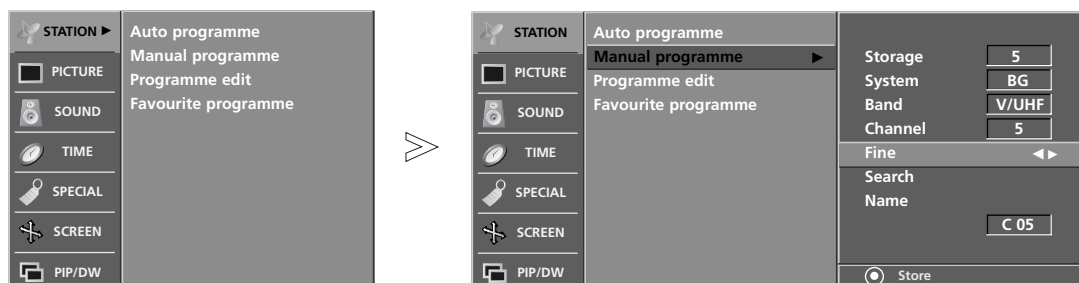 STATION ►
PICTURE
SOUND
TIME
SPECIAL
SCREEN
PIP/DW
Auto programme
Manual programme
Programme edit
Favourite programme
STATION
PICTURE
SOUND
TIME
SPECIAL
SCREEN
PIP/DW
Auto programme
Manual programme ►
Programme edit
Favourite programme
Storage 5
System BG
Band V/UHF
Channel 5
Fine ◄►
Search
Name
C 05
Store